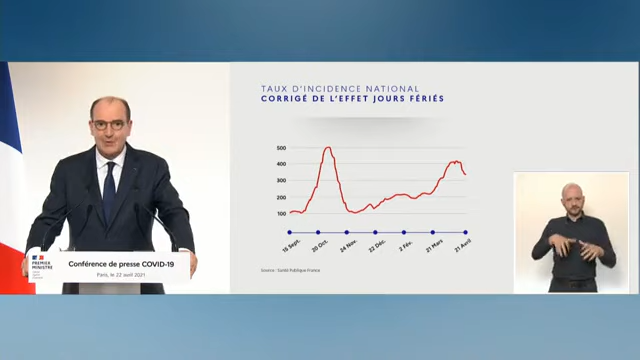 TAUX D'INCIDENCE NATIONAL
CORRIGÉ DE L'EFFET JOURS FÉRIÉS
500
400
300
200
100
15 Sept.
20 Oct.
24 Nov.
22 Déc.
2 Fév.
21 Mars
21 Avril
Source : Santé Publique France
PREMIER
MINISTRE
Conférence de presse COVID-19
Paris, le 22 avril 2021